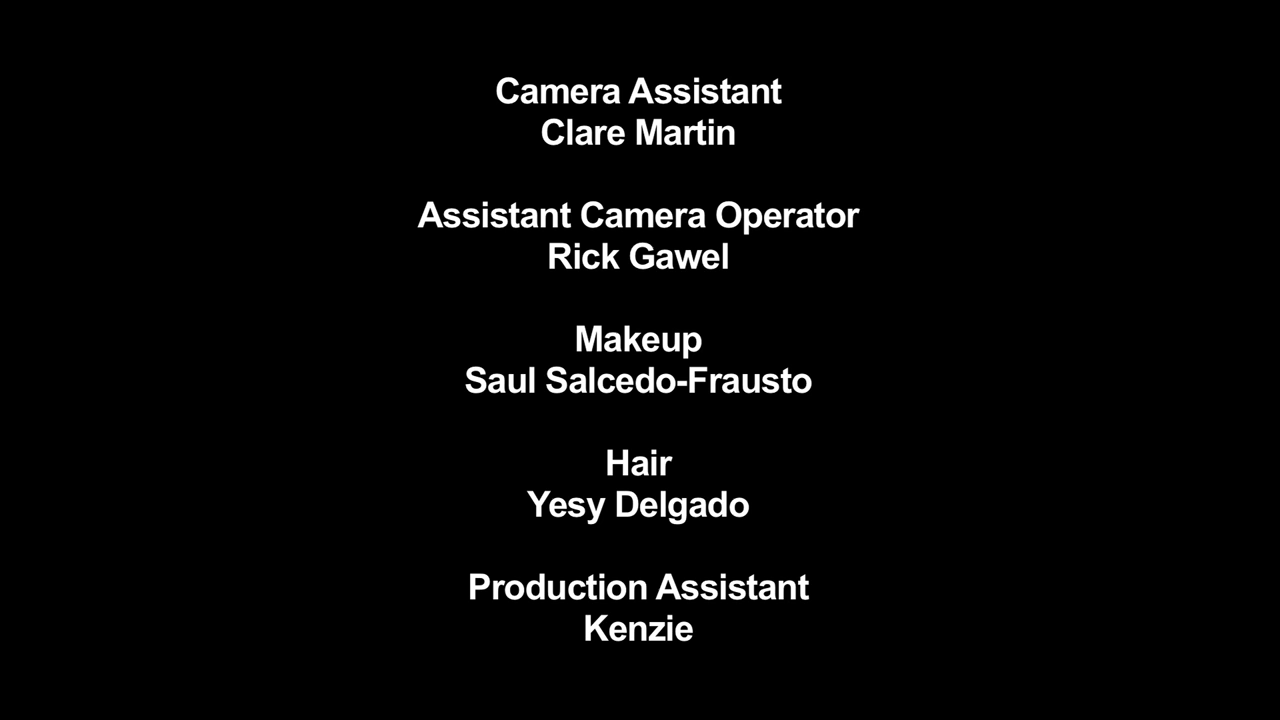 Camera Assistant
Clare Martin
Assistant Camera Operator
Rick Gawel
Makeup
Saul Salcedo-Frausto
Hair
Yesy Delgado
Production Assistant
Kenzie